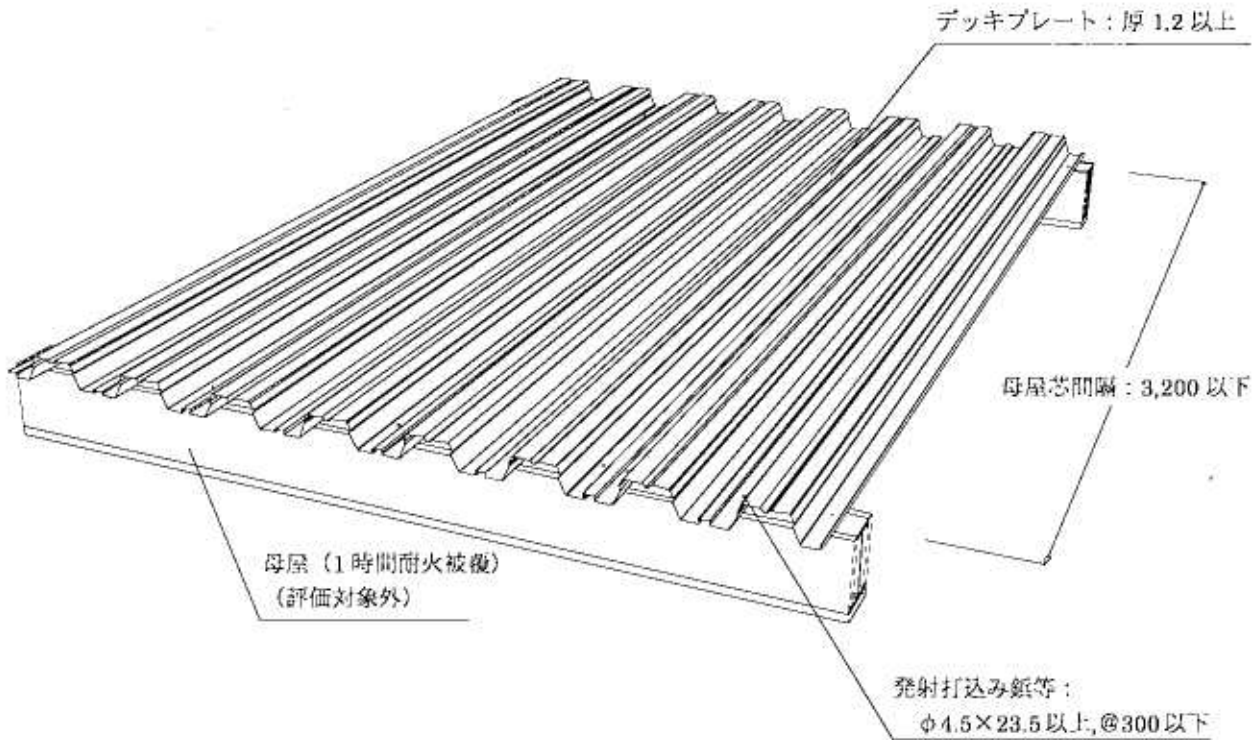 デッキプレート：厚 1.2 以上
母屋芯間隔：3,200 以下
母屋（1 時間耐火被覆）
（評価対象外）
発射打込み鋲等：
φ4.5×23.5以上,@300 以下